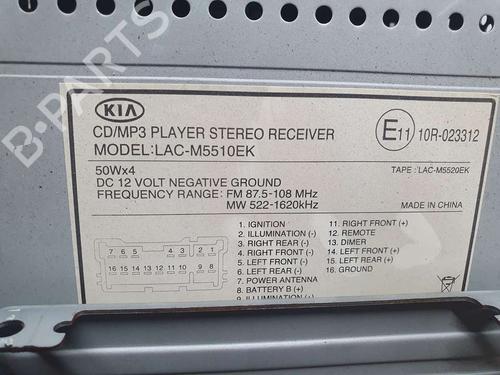 B-PARTS
KIA
CD/MP3 PLAYER STEREO RECEIVER
MODEL:LAC-M5510EK
E11 10R-023312
50Wx4
TAPE : LAC-M5520EK
DC 12 VOLT NEGATIVE GROUND
FREQUENCY RANGE: FM 87.5-108 MHz
MW 522-1620kHz
MADE IN CHINA
7 6 5 4 3 2 1
16 15 14 13 12 11 10 9 8
1. IGNITION
2. ILLUMINATION (-)
3. RIGHT REAR (-)
4. RIGHT FRONT (-)
5. LEFT FRONT (-)
6. LEFT REAR (-)
7. POWER ANTENNA
8. BATTERY B (+)
9. ILLUMINATION (+)
11. RIGHT FRONT (+)
12. REMOTE
13. DIMER
14. LEFT FRONT (+)
15. LEFT REAR (+)
16. GROUND